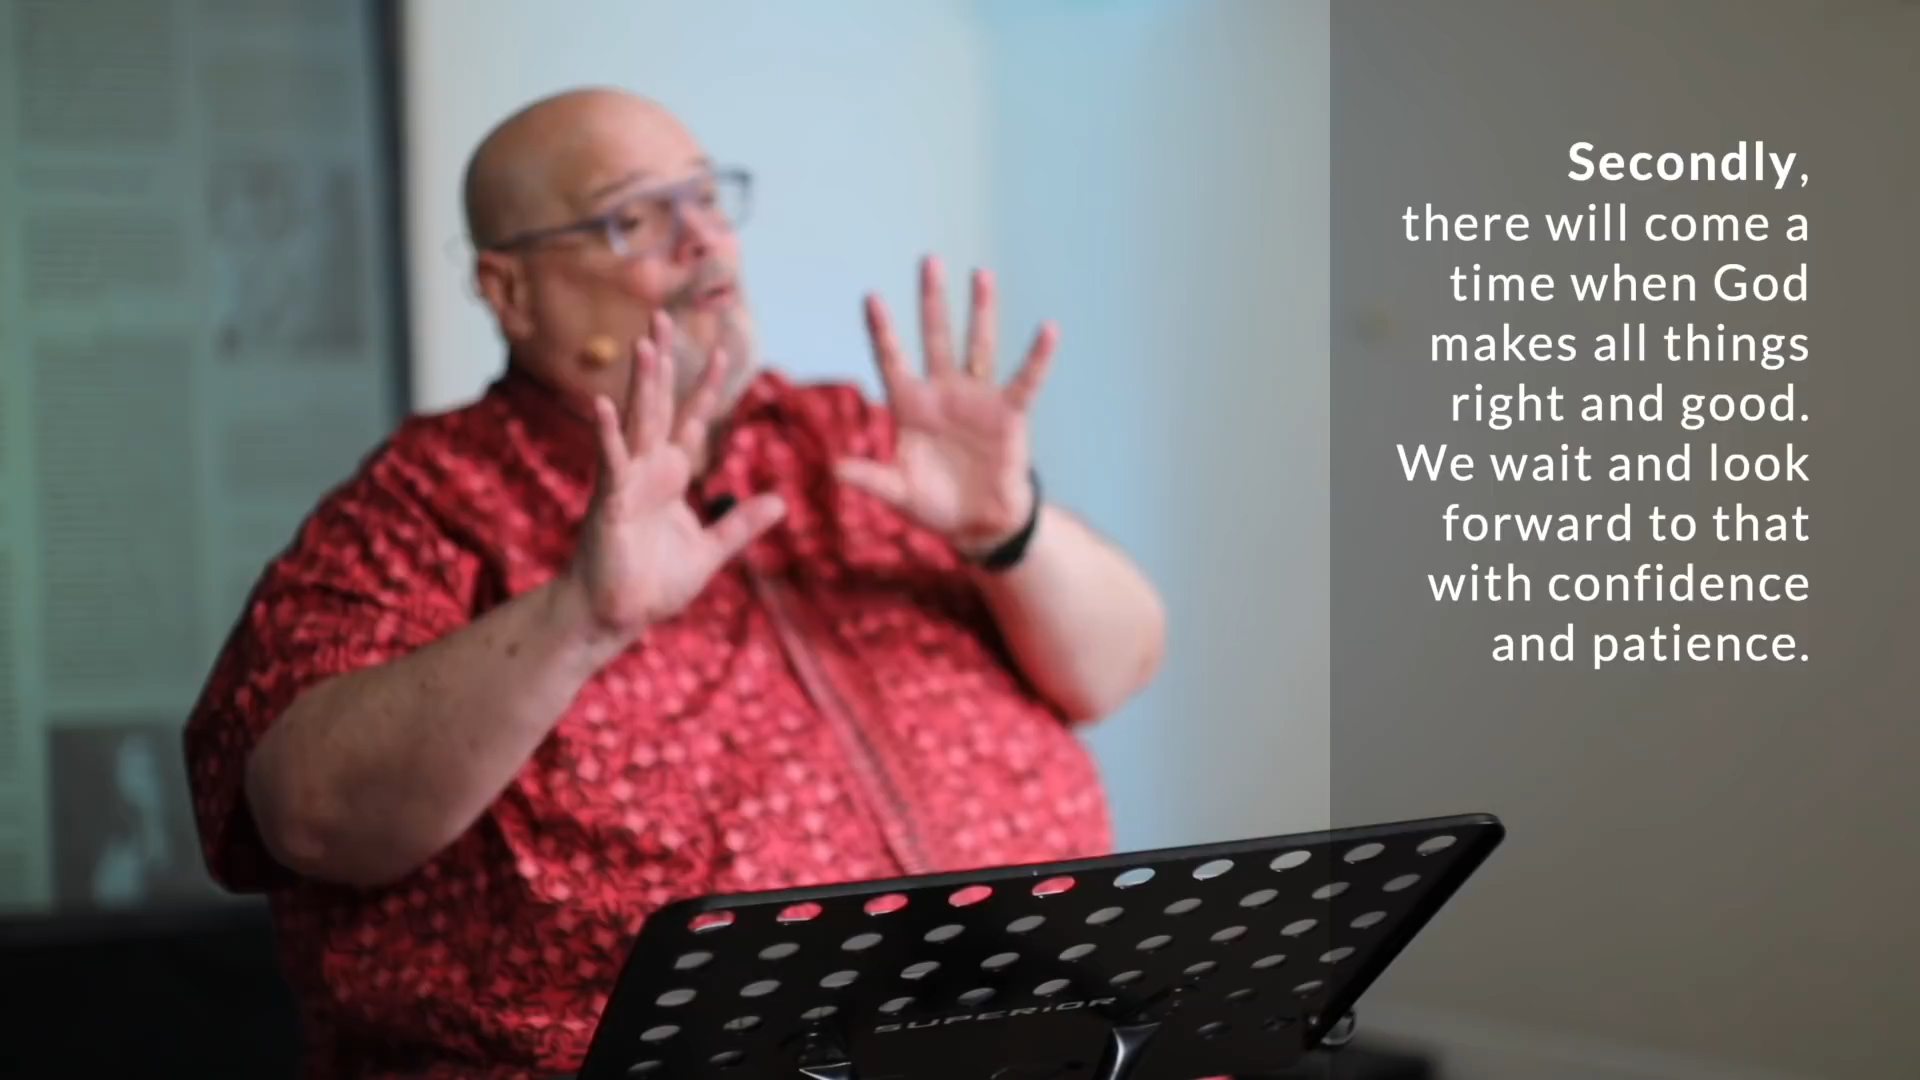 Secondly,
there will come a
time when God
makes all things
right and good.
We wait and look
forward to that
with confidence
and patience.
SUPERIOR